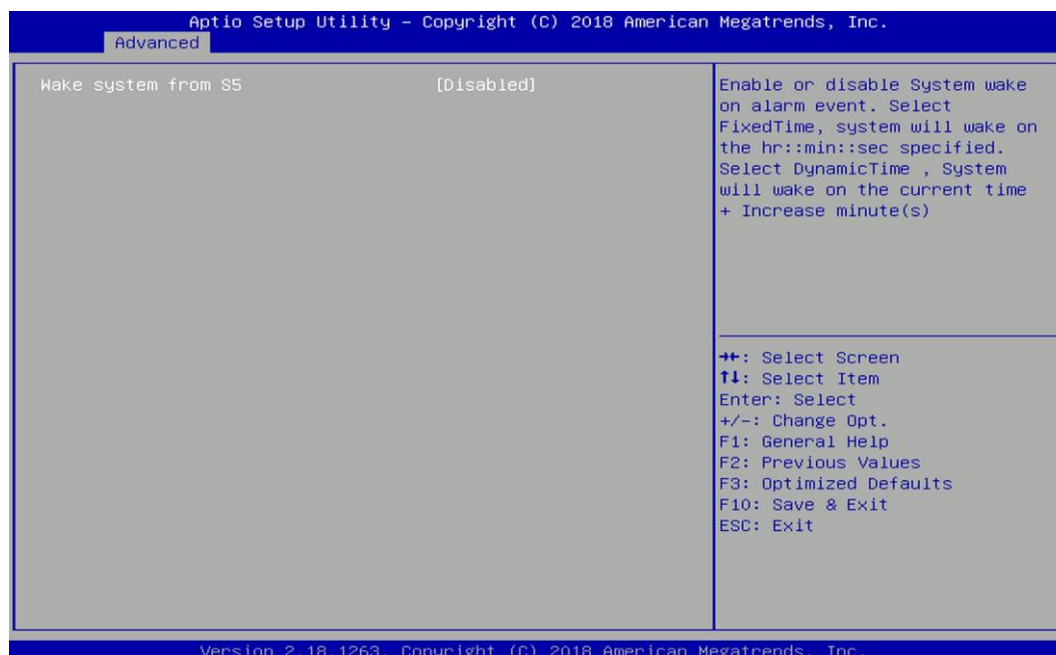 Aptio Setup Utility – Copyright (C) 2018 American Megatrends, Inc.
Advanced
Wake system from S5 [Disabled]
Enable or disable System wake
on alarm event. Select
FixedTime, system will wake on
the hr::min::sec specified.
Select DynamicTime , System
will wake on the current time
+ Increase minute(s)
→←: Select Screen
↑↓: Select Item
Enter: Select
+/-: Change Opt.
F1: General Help
F2: Previous Values
F3: Optimized Defaults
F10: Save & Exit
ESC: Exit
Version 2.18.1263. Copyright (C) 2018 American Megatrends, Inc.